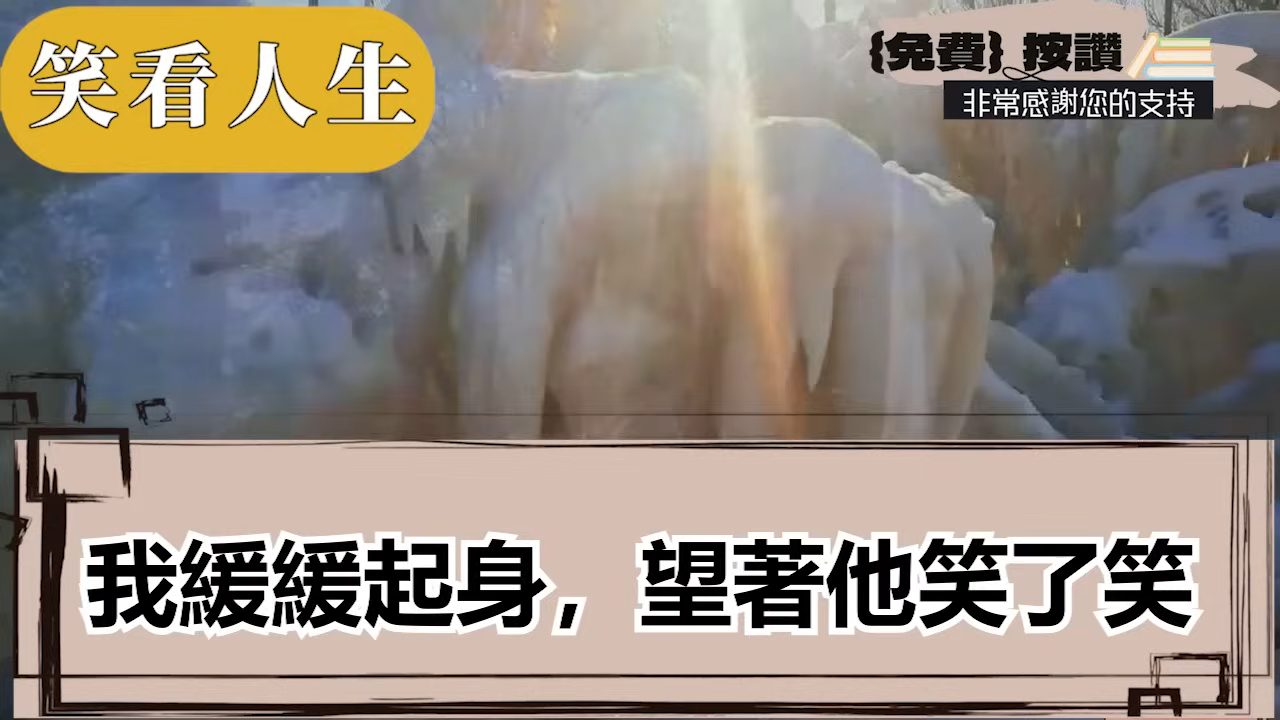 笑看人生
{免費} 按讚
非常感謝您的支持
我緩緩起身，望著他笑了笑